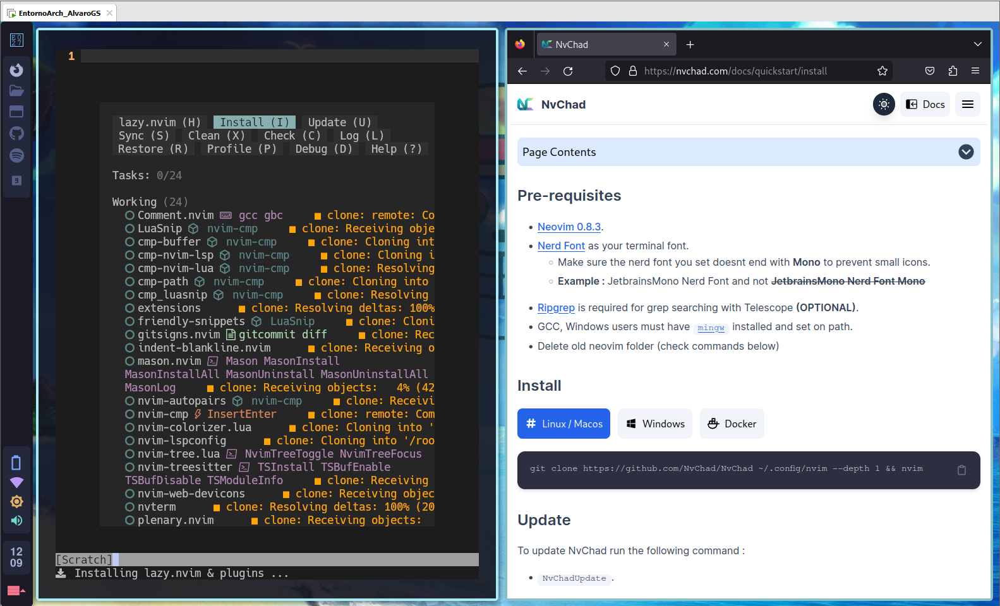 EntornoArch_AlvaroGS
1
lazy.nvim (H) Install (I) Update (U)
Sync (S) Clean (X) Check (C) Log (L)
Restore (R) Profile (P) Debug (D) Help (?)
Tasks: 0/24
Working (24)
Comment.nvim gcc gbc ■ clone: remote: Co
LuaSnip nvim-cmp ■ clone: Receiving obje
cmp-buffer nvim-cmp ■ clone: Cloning int
cmp-nvim-lsp nvim-cmp ■ clone: Cloning i
cmp-nvim-lua nvim-cmp ■ clone: Resolving
cmp-path nvim-cmp ■ clone: Cloning into
cmp_luasnip nvim-cmp ■ clone: Resolving
extensions ■ clone: Resolving deltas: 100%
friendly-snippets LuaSnip ■ clone: Cloni
gitsigns.nvim gitcommit diff ■ clone: Rec
indent-blankline.nvim ■ clone: Receiving o
mason.nvim Mason MasonInstall
MasonInstallAll MasonUninstall MasonUninstallAll
MasonLog ■ clone: Receiving objects: 4% (42
nvim-autopairs nvim-cmp ■ clone: Receivi
nvim-cmp InsertEnter ■ clone: remote: Com
nvim-colorizer.lua ■ clone: Cloning into '
nvim-lspconfig ■ clone: Cloning into '/roo
nvim-tree.lua NvimTreeToggle NvimTreeFocus
nvim-treesitter TSInstall TSBufEnable
TSBufDisable TSModuleInfo ■ clone: Receiving
nvim-web-devicons ■ clone: Receiving objec
nvterm ■ clone: Resolving deltas: 100% (20
plenary.nvim ■ clone: Receiving objects:
[Scratch]
Installing lazy.nvim & plugins ...
9
12
09
NvChad
https://nvchad.com/docs/quickstart/install
NvChad
Docs
Page Contents
Pre-requisites
• Neovim 0.8.3.
• Nerd Font as your terminal font.
◦ Make sure the nerd font you set doesnt end with Mono to prevent small icons.
◦ Example : JetbrainsMono Nerd Font and not JetbrainsMono Nerd Font Mono
• Ripgrep is required for grep searching with Telescope (OPTIONAL).
• GCC, Windows users must have mingw installed and set on path.
• Delete old neovim folder (check commands below)
Install
# Linux / Macos
Windows
Docker
git clone https://github.com/NvChad/NvChad ~/.config/nvim --depth 1 && nvim
Update
To update NvChad run the following command :
• NvChadUpdate .